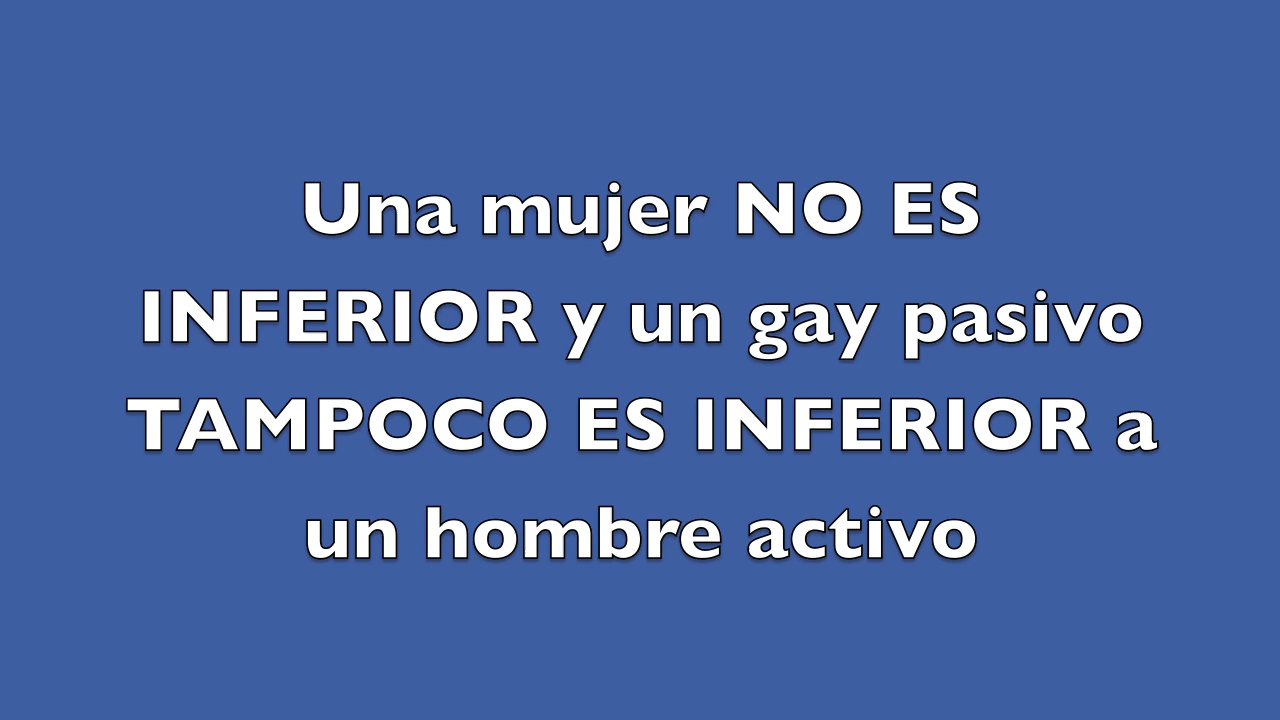 Una mujer NO ES
INFERIOR y un gay pasivo
TAMPOCO ES INFERIOR a
un hombre activo